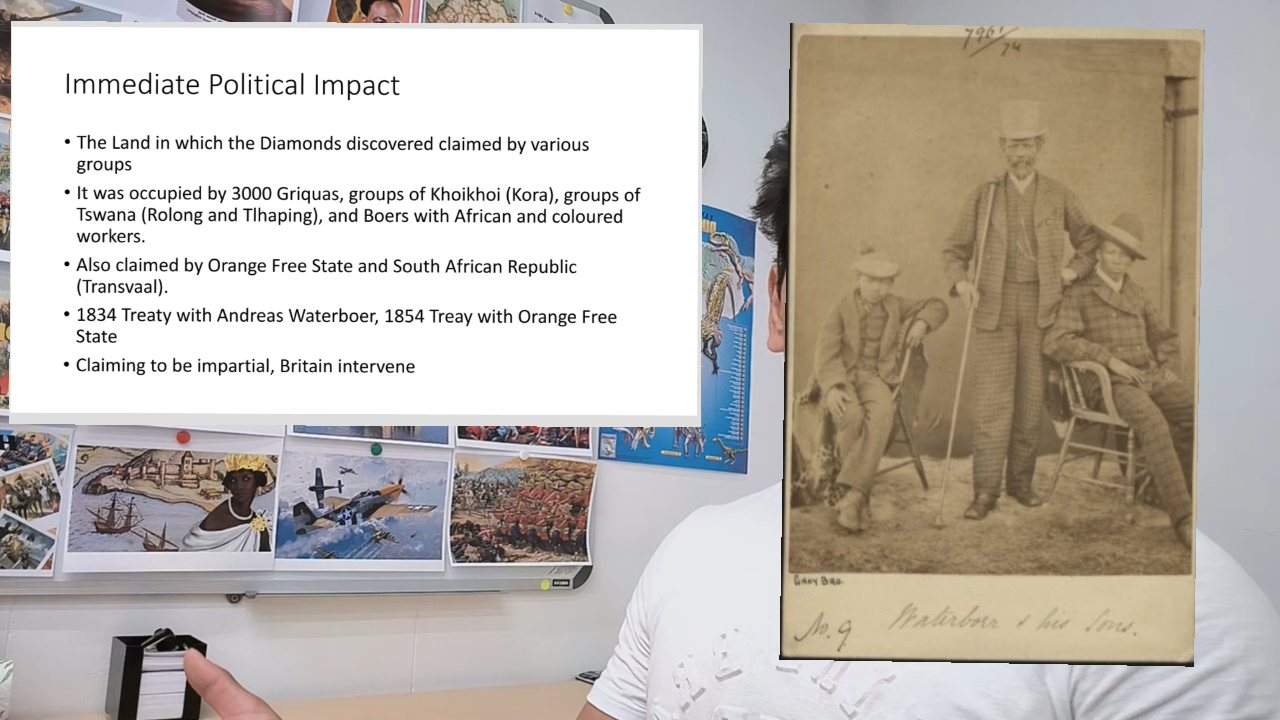 Immediate Political Impact
• The Land in which the Diamonds discovered claimed by various
groups
• It was occupied by 3000 Griquas, groups of Khoikhoi (Kora), groups of
Tswana (Rolong and Tlhaping), and Boers with African and coloured
workers.
• Also claimed by Orange Free State and South African Republic
(Transvaal).
• 1834 Treaty with Andreas Waterboer, 1854 Treay with Orange Free
State
• Claiming to be impartial, Britain intervene
Gray Bro.
No. 9 Waterboer & his Sons.